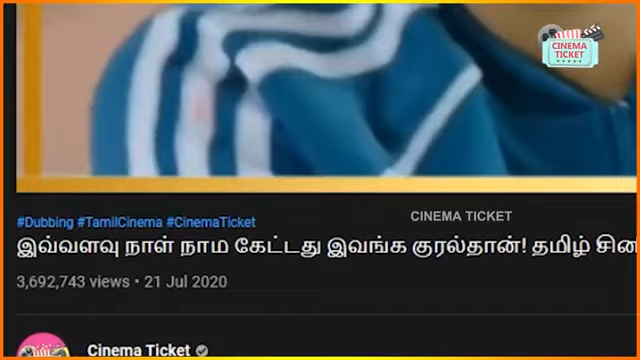 CINEMA
TICKET
CINEMA TICKET
#Dubbing #TamilCinema #CinemaTicket
இவ்வளவு நாள் நாம கேட்டது இவங்க குரல்தான்! தமிழ்
3,692,743 views • 21 Jul 2020
Cinema Ticket